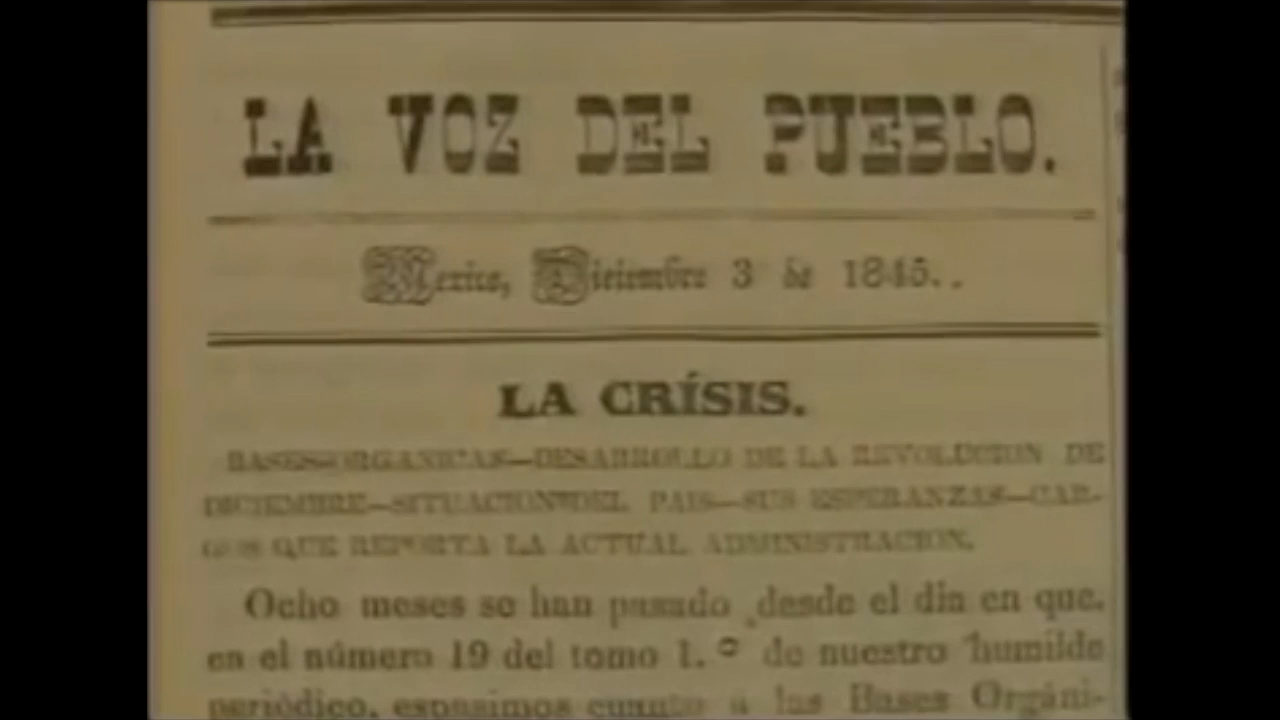 LA VOZ DEL PUEBLO.
Mexico, Diciembre 3 de 1845..
LA CRÍSIS.
BASES-ORGANICAS—DESARROLLO DE LA REVOLUCION DE
DICIEMBRE—SITUACION DEL PAIS—SUS ESPERANZAS—CAR-
GOS QUE REPORTA LA ACTUAL ADMINISTRACION.
Ocho meses se han pasado desde el dia en que,
en el número 19 del tomo 1.º de nuestro humilde
periódico, espusimos cuanto á las Bases Orgáni-